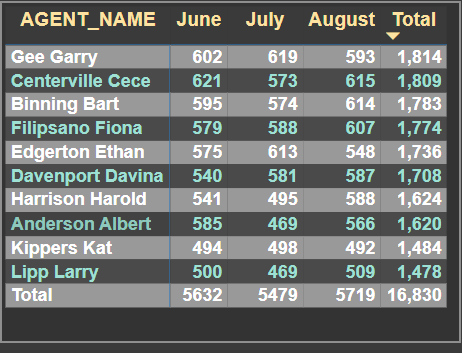 AGENT_NAME June July August Total
Gee Garry 602 619 593 1,814
Centerville Cece 621 573 615 1,809
Binning Bart 595 574 614 1,783
Filipsano Fiona 579 588 607 1,774
Edgerton Ethan 575 613 548 1,736
Davenport Davina 540 581 587 1,708
Harrison Harold 541 495 588 1,624
Anderson Albert 585 469 566 1,620
Kippers Kat 494 498 492 1,484
Lipp Larry 500 469 509 1,478
Total 5632 5479 5719 16,830